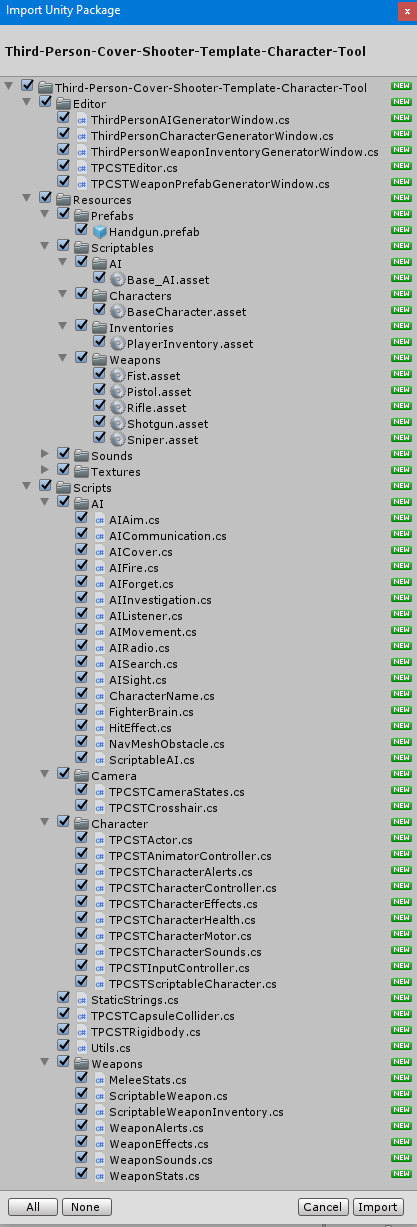 Import Unity Package x
Third-Person-Cover-Shooter-Template-Character-Tool
Third-Person-Cover-Shooter-Template-Character-Tool NEW
Editor NEW
ThirdPersonAIGeneratorWindow.cs NEW
ThirdPersonCharacterGeneratorWindow.cs NEW
ThirdPersonWeaponInventoryGeneratorWindow.cs NEW
TPCSTEditor.cs NEW
TPCSTWeaponPrefabGeneratorWindow.cs NEW
Resources NEW
Prefabs NEW
Handgun.prefab NEW
Scriptables NEW
AI NEW
Base_AI.asset NEW
Characters NEW
BaseCharacter.asset NEW
Inventories NEW
PlayerInventory.asset NEW
Weapons NEW
Fist.asset NEW
Pistol.asset NEW
Rifle.asset NEW
Shotgun.asset NEW
Sniper.asset NEW
Sounds NEW
Textures NEW
Scripts NEW
AI NEW
AIAim.cs NEW
AICommunication.cs NEW
AICover.cs NEW
AIFire.cs NEW
AIForget.cs NEW
AIInvestigation.cs NEW
AIListener.cs NEW
AIMovement.cs NEW
AIRadio.cs NEW
AISearch.cs NEW
AISight.cs NEW
CharacterName.cs NEW
FighterBrain.cs NEW
HitEffect.cs NEW
NavMeshObstacle.cs NEW
ScriptableAI.cs NEW
Camera NEW
TPCSTCameraStates.cs NEW
TPCSTCrosshair.cs NEW
Character NEW
TPCSTActor.cs NEW
TPCSTAnimatorController.cs NEW
TPCSTCharacterAlerts.cs NEW
TPCSTCharacterController.cs NEW
TPCSTCharacterEffects.cs NEW
TPCSTCharacterHealth.cs NEW
TPCSTCharacterMotor.cs NEW
TPCSTCharacterSounds.cs NEW
TPCSTInputController.cs NEW
TPCSTScriptableCharacter.cs NEW
StaticStrings.cs NEW
TPCSTCapsuleCollider.cs NEW
TPCSTRigidbody.cs NEW
Utils.cs NEW
Weapons NEW
MeleeStats.cs NEW
ScriptableWeapon.cs NEW
ScriptableWeaponInventory.cs NEW
WeaponAlerts.cs NEW
WeaponEffects.cs NEW
WeaponSounds.cs NEW
WeaponStats.cs NEW
All None Cancel Import